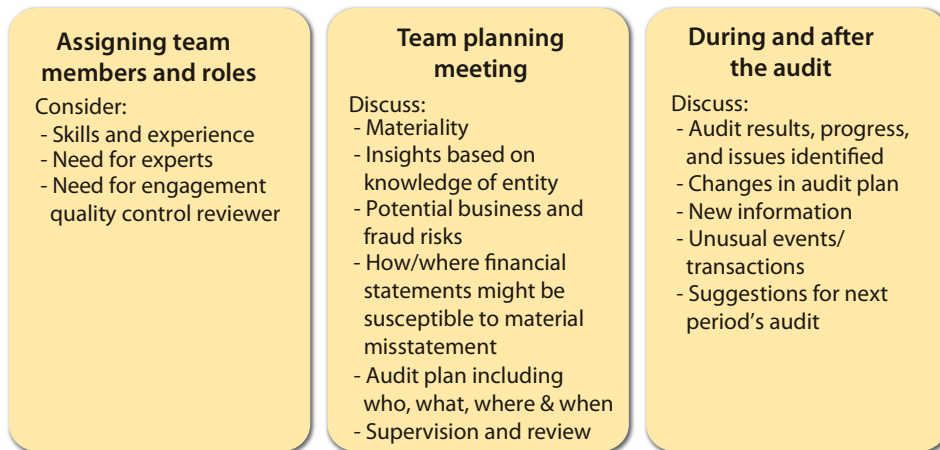 Assigning team
members and roles
Consider:
- Skills and experience
- Need for experts
- Need for engagement
quality control reviewer
Team planning
meeting
Discuss:
- Materiality
- Insights based on
knowledge of entity
- Potential business and
fraud risks
- How/where financial
statements might be
susceptible to material
misstatement
- Audit plan including
who, what, where & when
- Supervision and review
During and after
the audit
Discuss:
- Audit results, progress,
and issues identified
- Changes in audit plan
- New information
- Unusual events/
transactions
- Suggestions for next
period’s audit